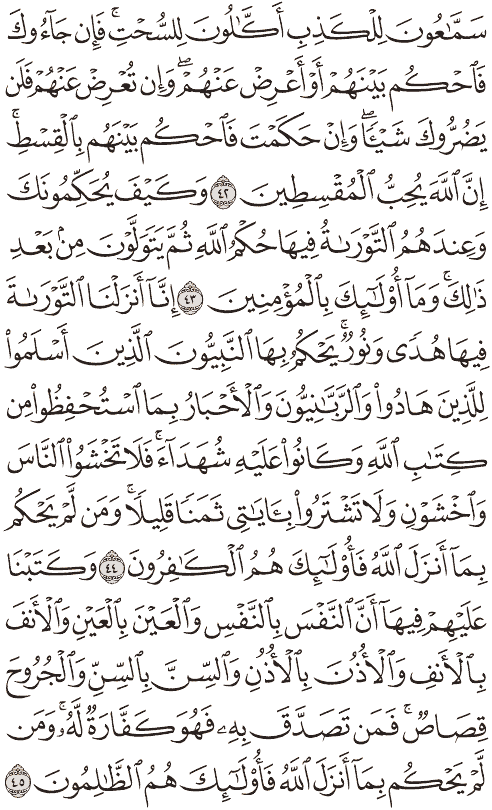 سَمَّٰعُونَ لِلْكَذِبِ أَكَّٰلُونَ لِلسُّحْتِ ۚ فَإِن جَآءُوكَ
فَٱحْكُم بَيْنَهُمْ أَوْ أَعْرِضْ عَنْهُمْ ۖ وَإِن تُعْرِضْ عَنْهُمْ فَلَن
يَضُرُّوكَ شَيْـًٔا ۖ وَإِنْ حَكَمْتَ فَٱحْكُم بَيْنَهُم بِٱلْقِسْطِ ۚ
إِنَّ ٱللَّهَ يُحِبُّ ٱلْمُقْسِطِينَ ٤٢ وَكَيْفَ يُحَكِّمُونَكَ
وَعِندَهُمُ ٱلتَّوْرَىٰةُ فِيهَا حُكْمُ ٱللَّهِ ثُمَّ يَتَوَلَّوْنَ مِنۢ بَعْدِ
ذَٰلِكَ ۚ وَمَآ أُو۟لَٰٓئِكَ بِٱلْمُؤْمِنِينَ ٤٣ إِنَّآ أَنزَلْنَا ٱلتَّوْرَىٰةَ
فِيهَا هُدًى وَنُورٌ ۚ يَحْكُمُ بِهَا ٱلنَّبِيُّونَ ٱلَّذِينَ أَسْلَمُوا۟
لِلَّذِينَ هَادُوا۟ وَٱلرَّبَّٰنِيُّونَ وَٱلْأَحْبَارُ بِمَا ٱسْتُحْفِظُوا۟ مِن
كِتَٰبِ ٱللَّهِ وَكَانُوا۟ عَلَيْهِ شُهَدَآءَ ۚ فَلَا تَخْشَوُا۟ ٱلنَّاسَ
وَٱخْشَوْنِ وَلَا تَشْتَرُوا۟ بِـَٔايَٰتِى ثَمَنًا قَلِيلًا ۚ وَمَن لَّمْ يَحْكُم
بِمَآ أَنزَلَ ٱللَّهُ فَأُو۟لَٰٓئِكَ هُمُ ٱلْكَٰفِرُونَ ٤٤ وَكَتَبْنَا
عَلَيْهِمْ فِيهَآ أَنَّ ٱلنَّفْسَ بِٱلنَّفْسِ وَٱلْعَيْنَ بِٱلْعَيْنِ وَٱلْأَنفَ
بِٱلْأَنفِ وَٱلْأُذُنَ بِٱلْأُذُنِ وَٱلسِّنَّ بِٱلسِّنِّ وَٱلْجُرُوحَ
قِصَاصٌ ۚ فَمَن تَصَدَّقَ بِهِۦ فَهُوَ كَفَّارَةٌ لَّهُۥ ۚ وَمَن
لَّمْ يَحْكُم بِمَآ أَنزَلَ ٱللَّهُ فَأُو۟لَٰٓئِكَ هُمُ ٱلظَّٰلِمُونَ ٤٥